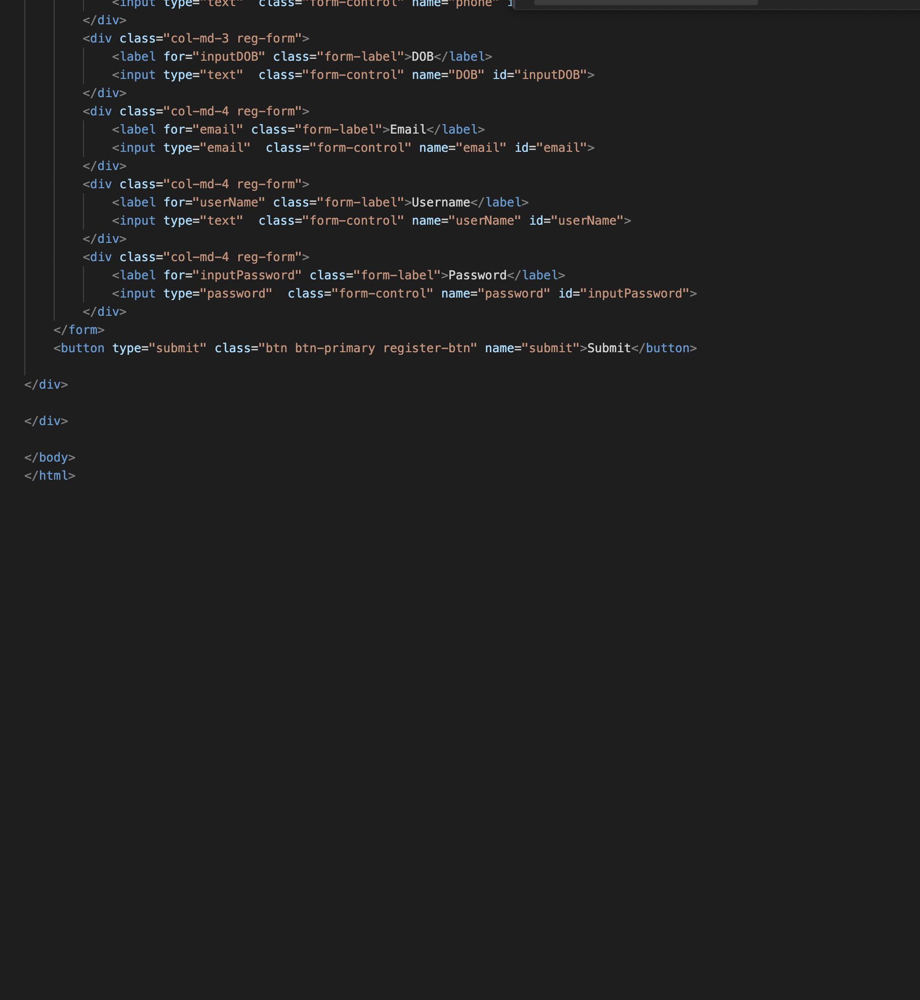 <input type="text"  class="form-control" name="phone" i
</div>
<div class="col-md-3 reg-form">
<label for="inputDOB" class="form-label">DOB</label>
<input type="text"  class="form-control" name="DOB" id="inputDOB">
</div>
<div class="col-md-4 reg-form">
<label for="email" class="form-label">Email</label>
<input type="email"  class="form-control" name="email" id="email">
</div>
<div class="col-md-4 reg-form">
<label for="userName" class="form-label">Username</label>
<input type="text"  class="form-control" name="userName" id="userName">
</div>
<div class="col-md-4 reg-form">
<label for="inputPassword" class="form-label">Password</label>
<input type="password"  class="form-control" name="password" id="inputPassword">
</div>
</form>
<button type="submit" class="btn btn-primary register-btn" name="submit">Submit</button>
</div>
</div>
</body>
</html>